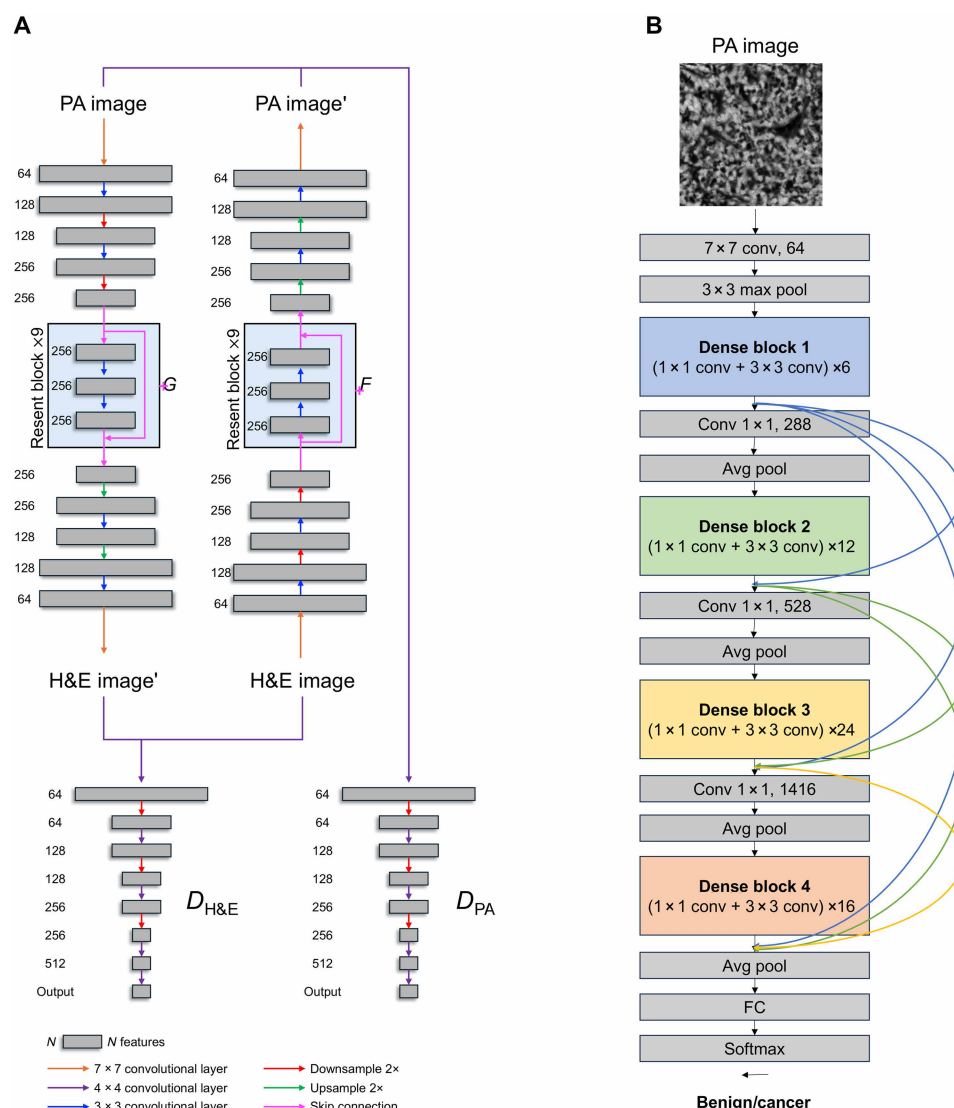 A
PA image
PA image'
64
128
128
256
256
Resent block ×9
256
256
256
G
256
256
128
128
64
H&E image'
64
128
128
256
256
Resent block ×9
256
256
256
F
256
256
128
128
64
H&E image
64
64
128
128
256
256
512
Output
D H&E
64
64
128
128
256
256
512
Output
D PA
N N features
7 × 7 convolutional layer
4 × 4 convolutional layer
3 × 3 convolutional layer
Downsample 2×
Upsample 2×
Skip connection
B
PA image
7 × 7 conv, 64
3 × 3 max pool
Dense block 1
(1 × 1 conv + 3 × 3 conv) ×6
Conv 1 × 1, 288
Avg pool
Dense block 2
(1 × 1 conv + 3 × 3 conv) ×12
Conv 1 × 1, 528
Avg pool
Dense block 3
(1 × 1 conv + 3 × 3 conv) ×24
Conv 1 × 1, 1416
Avg pool
Dense block 4
(1 × 1 conv + 3 × 3 conv) ×16
Avg pool
FC
Softmax
Benign/cancer